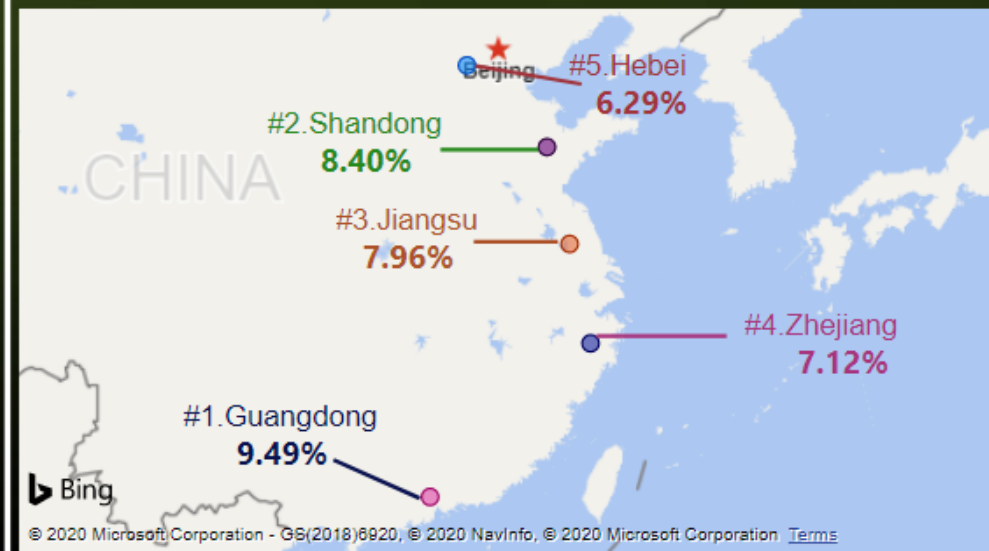 Beijing
#5.Hebei
6.29%
#2.Shandong
8.40%
CHINA
#3.Jiangsu
7.96%
#4.Zhejiang
7.12%
#1.Guangdong
9.49%
Bing
© 2020 Microsoft Corporation - GS(2018)6920, © 2020 NavInfo, © 2020 Microsoft Corporation Terms